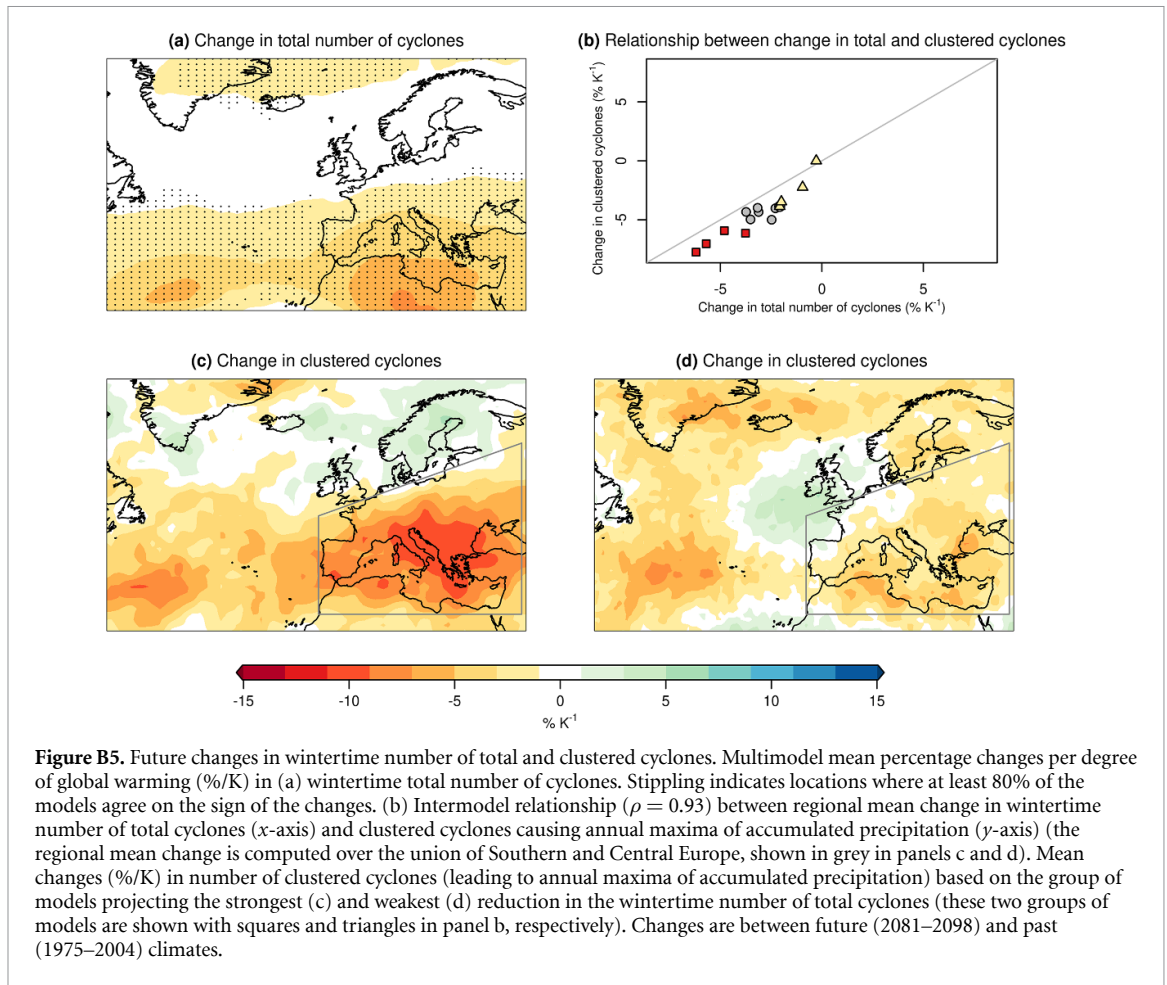 (a) Change in total number of cyclones
(b) Relationship between change in total and clustered cyclones
Change in clustered cyclones (% K⁻¹)
5
0
-5
-5
0
5
Change in total number of cyclones (% K⁻¹)
(c) Change in clustered cyclones
(d) Change in clustered cyclones
-15
-10
-5
0
5
10
15
% K⁻¹
Figure B5. Future changes in wintertime number of total and clustered cyclones. Multimodel mean percentage changes per degree
of global warming (%/K) in (a) wintertime total number of cyclones. Stippling indicates locations where at least 80% of the
models agree on the sign of the changes. (b) Intermodel relationship (ρ = 0.93) between regional mean change in wintertime
number of total cyclones (x-axis) and clustered cyclones causing annual maxima of accumulated precipitation (y-axis) (the
regional mean change is computed over the union of Southern and Central Europe, shown in grey in panels c and d). Mean
changes (%/K) in number of clustered cyclones (leading to annual maxima of accumulated precipitation) based on the group of
models projecting the strongest (c) and weakest (d) reduction in the wintertime number of total cyclones (these two groups of
models are shown with squares and triangles in panel b, respectively). Changes are between future (2081–2098) and past
(1975–2004) climates.